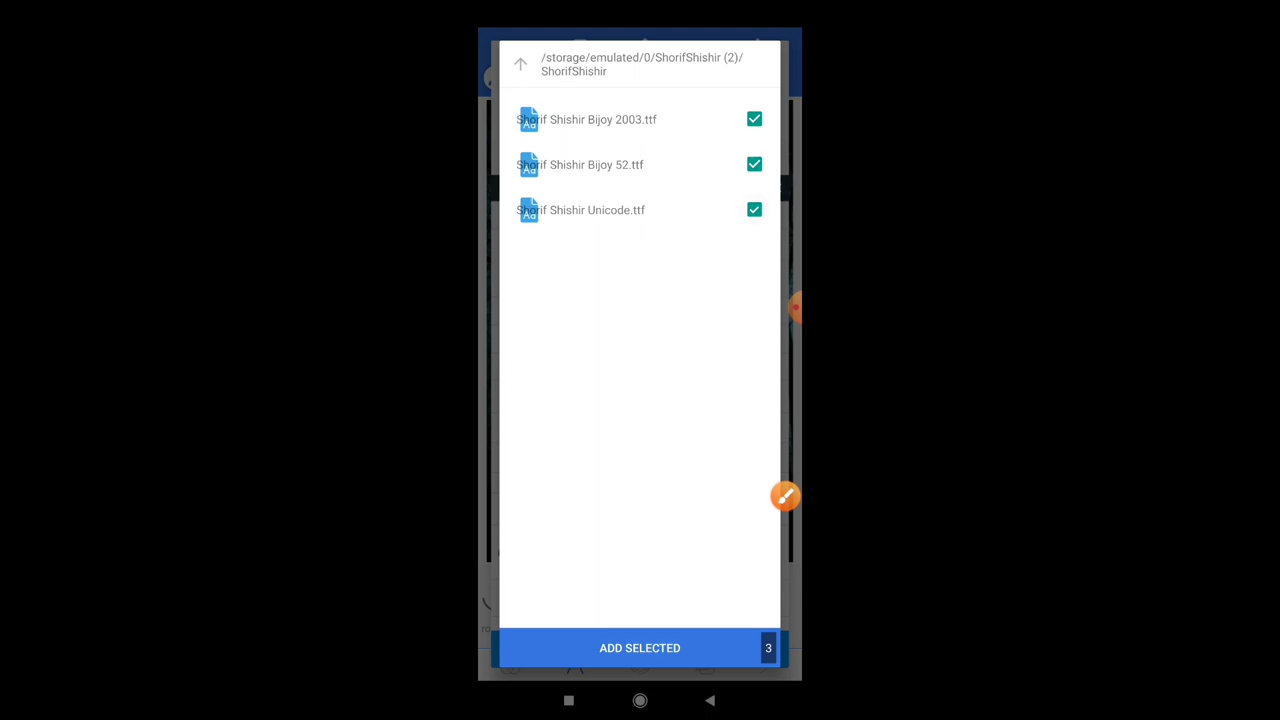 /storage/emulated/0/ShorifShishir (2)/
ShorifShishir
Shorif Shishir Bijoy 2003.ttf
Shorif Shishir Bijoy 52.ttf
Shorif Shishir Unicode.ttf
ADD SELECTED 3